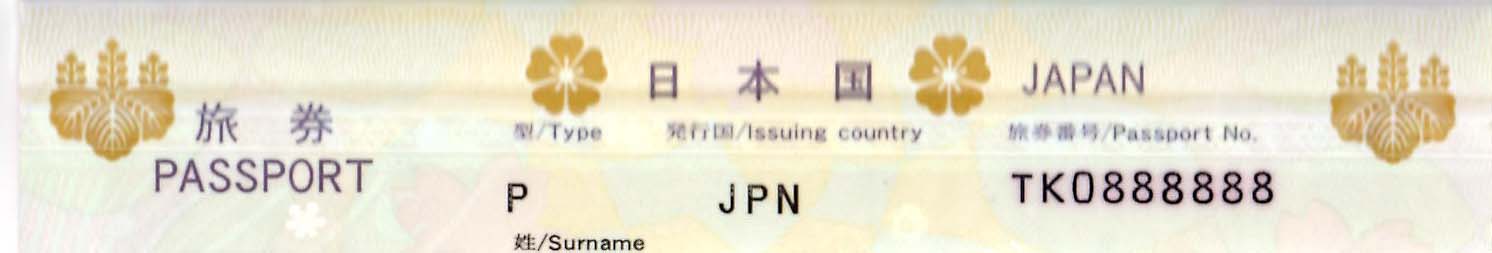 日本国 JAPAN
旅券
PASSPORT
型/Type 発行国/Issuing country 旅券番号/Passport No.
P JPN TK0888888
姓/Surname